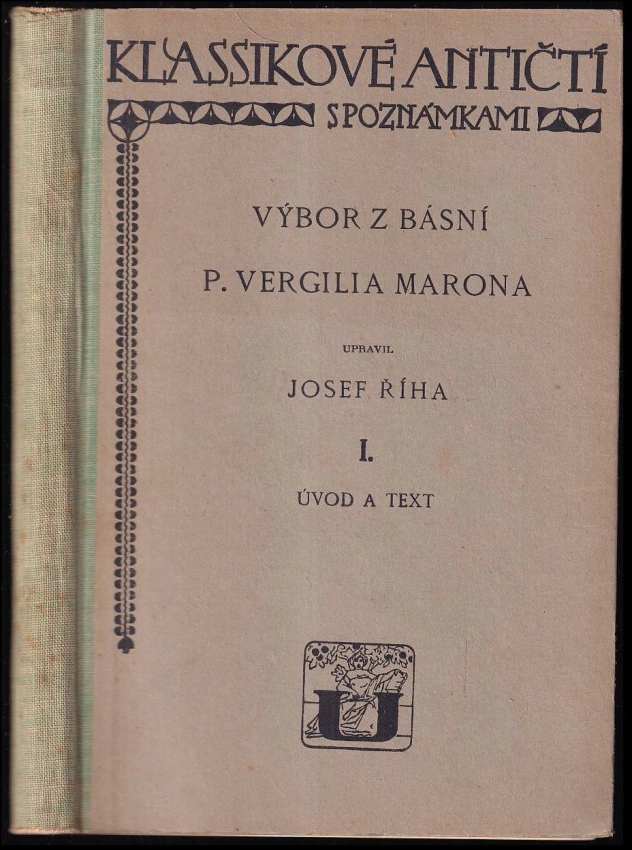 KLASSIKOVÉ ANTIČTÍ
S POZNÁMKAMI
VÝBOR Z BÁSNÍ
P. VERGILIA MARONA
UPRAVIL
JOSEF ŘÍHA
I.
ÚVOD A TEXT
U